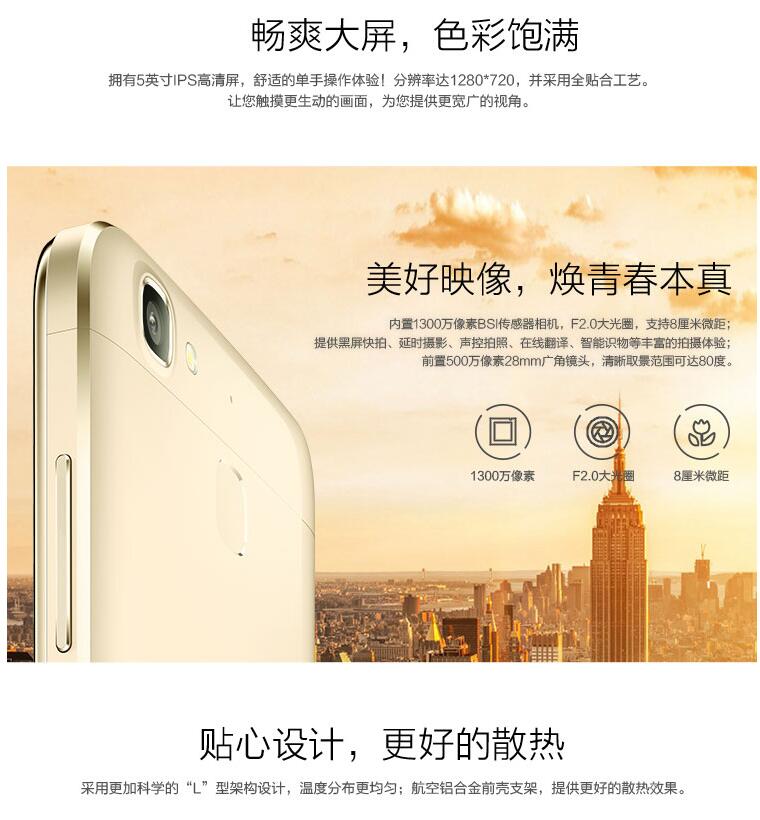 畅爽大屏，色彩饱满
拥有5英寸IPS高清屏，舒适的单手操作体验！分辨率达1280*720，并采用全贴合工艺。
让您触摸更生动的画面，为您提供更宽广的视角。
美好映像，焕青春本真
内置1300万像素BSI传感器相机，F2.0大光圈，支持8厘米微距；
提供黑屏快拍、延时摄影、声控拍照、在线翻译、智能识物等丰富的拍摄体验；
前置500万像素28mm广角镜头，清晰取景范围可达80度。
1300万像素
F2.0大光圈
8厘米微距
贴心设计，更好的散热
采用更加科学的“L”型架构设计，温度分布更均匀；航空铝合金前壳支架，提供更好的散热效果。